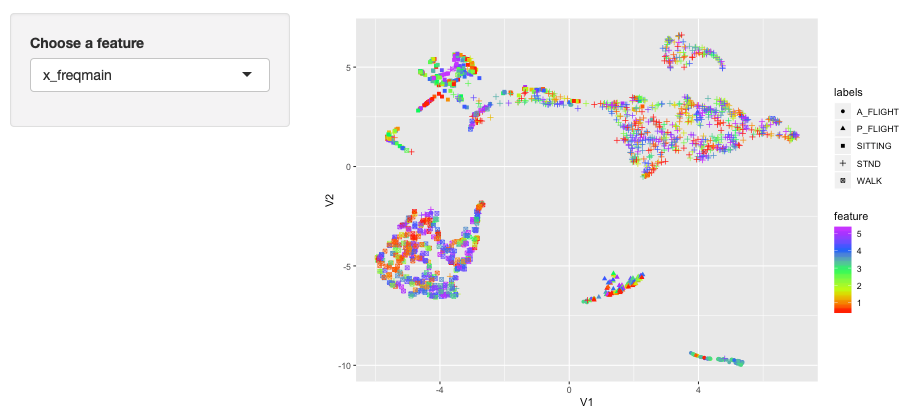 Choose a feature
x_freqmain
5
0
-5
-10
V2
-4
0
4
V1
labels
A_FLIGHT
P_FLIGHT
SITTING
STND
WALK
feature
5
4
3
2
1